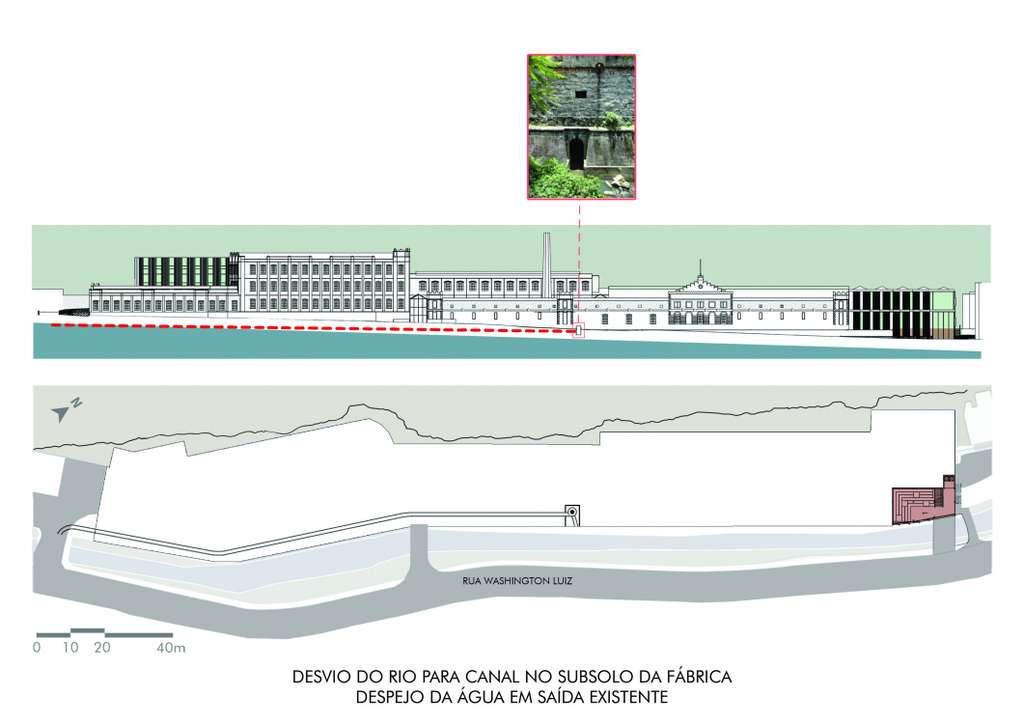 N
RUA WASHINGTON LUIZ
0 10 20 40m
DESVIO DO RIO PARA CANAL NO SUBSOLO DA FÁBRICA
DESPEJO DA ÁGUA EM SAÍDA EXISTENTE